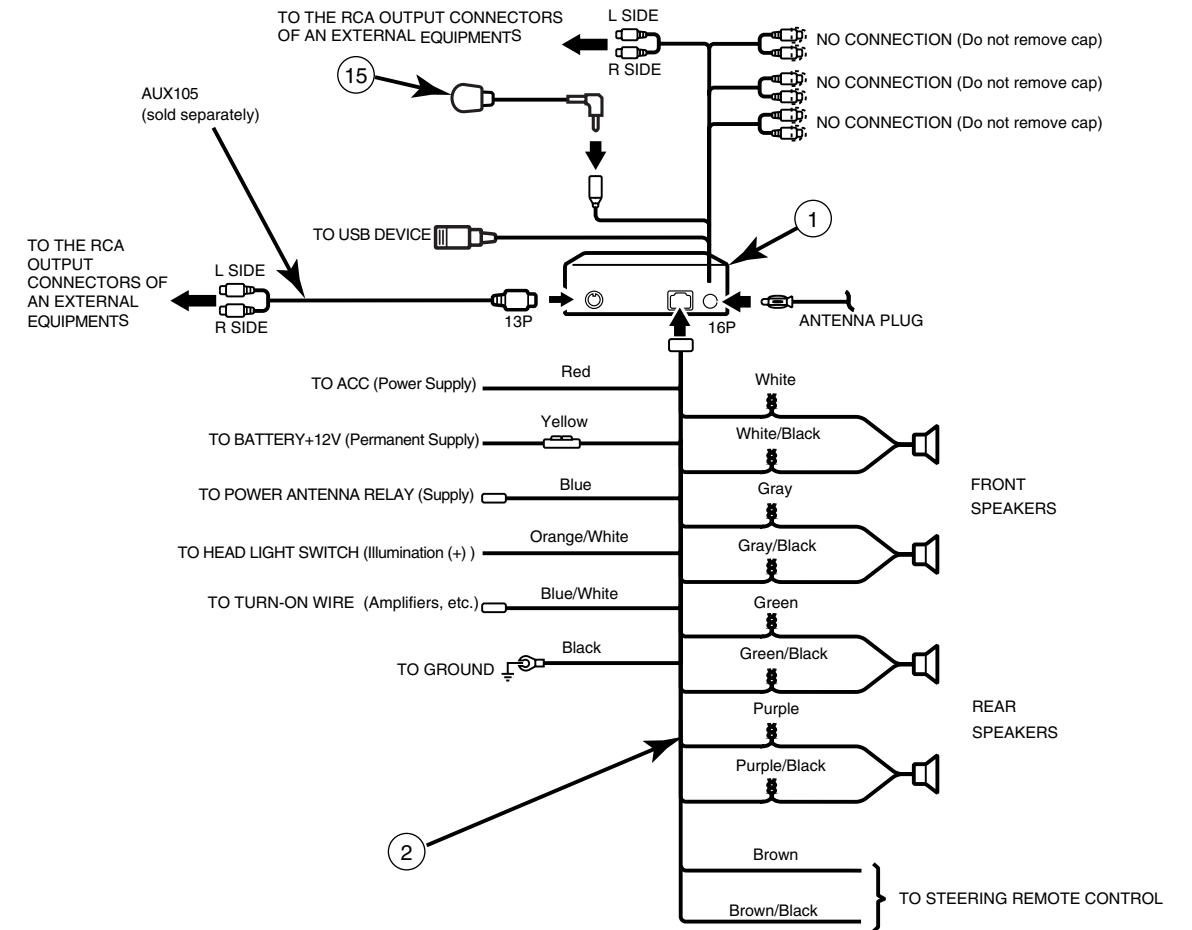 TO THE RCA OUTPUT CONNECTORS
OF AN EXTERNAL EQUIPMENTS
L SIDE
R SIDE
NO CONNECTION (Do not remove cap)
NO CONNECTION (Do not remove cap)
NO CONNECTION (Do not remove cap)
15
AUX105
(sold separately)
1
TO USB DEVICE
TO THE RCA
OUTPUT
CONNECTORS OF
AN EXTERNAL
EQUIPMENTS
L SIDE
R SIDE
13P
16P
ANTENNA PLUG
TO ACC (Power Supply)
Red
TO BATTERY+12V (Permanent Supply)
Yellow
TO POWER ANTENNA RELAY (Supply)
Blue
TO HEAD LIGHT SWITCH (Illumination (+) )
Orange/White
TO TURN-ON WIRE (Amplifiers, etc.)
Blue/White
TO GROUND
Black
White
White/Black
Gray
Gray/Black
FRONT
SPEAKERS
Green
Green/Black
Purple
Purple/Black
REAR
SPEAKERS
2
Brown
Brown/Black
TO STEERING REMOTE CONTROL